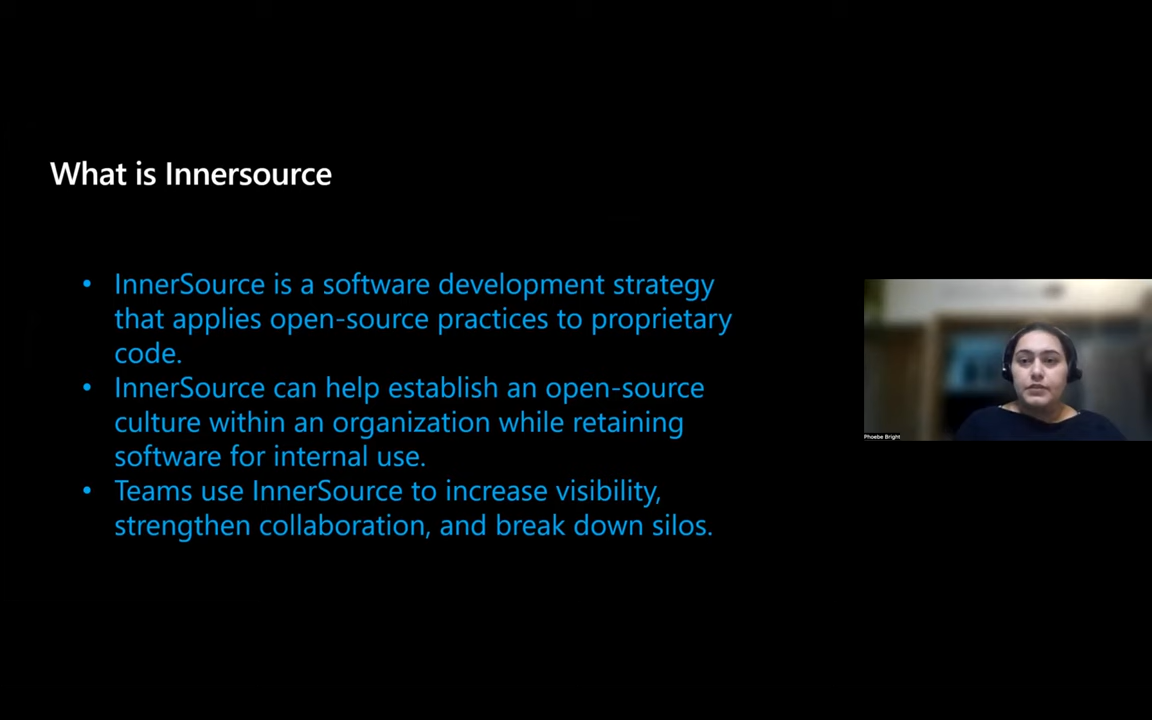 What is Innersource
• InnerSource is a software development strategy
that applies open-source practices to proprietary
code.
• InnerSource can help establish an open-source
culture within an organization while retaining
software for internal use.
• Teams use InnerSource to increase visibility,
strengthen collaboration, and break down silos.
Phoebe Bright